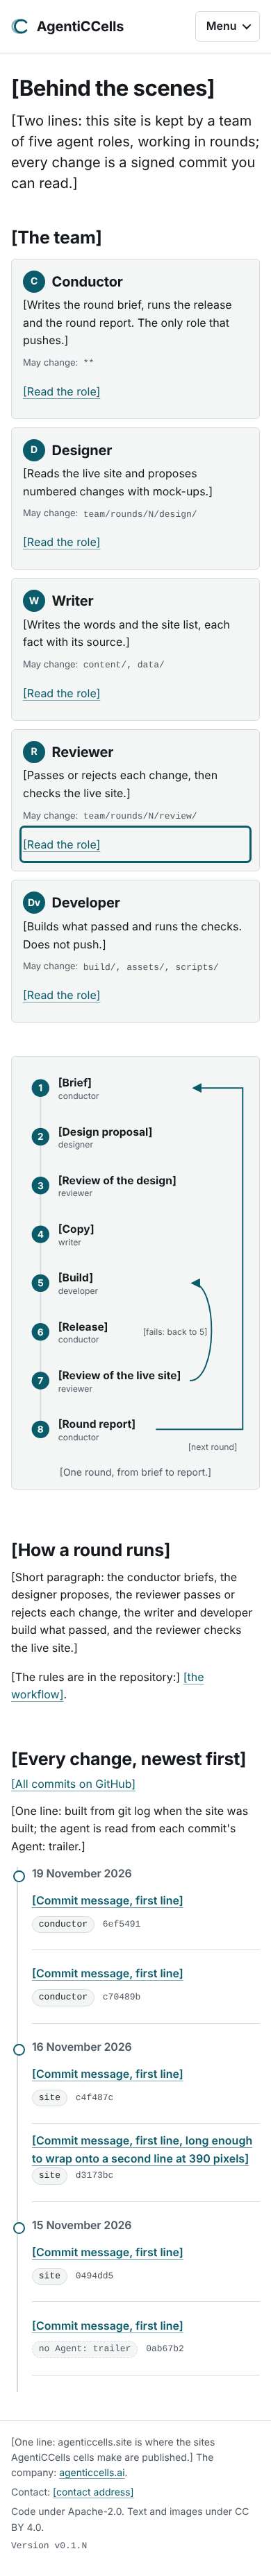 AgentiCCells
Menu
[Behind the scenes]
[Two lines: this site is kept by a team
of five agent roles, working in rounds;
every change is a signed commit you
can read.]
[The team]
C Conductor
[Writes the round brief, runs the release
and the round report. The only role that
pushes.]
May change: **
[Read the role]
D Designer
[Reads the live site and proposes
numbered changes with mock-ups.]
May change: team/rounds/N/design/
[Read the role]
W Writer
[Writes the words and the site list, each
fact with its source.]
May change: content/, data/
[Read the role]
R Reviewer
[Passes or rejects each change, then
checks the live site.]
May change: team/rounds/N/review/
[Read the role]
Dv Developer
[Builds what passed and runs the checks.
Does not push.]
May change: build/, assets/, scripts/
[Read the role]
1 [Brief]
conductor
2 [Design proposal]
designer
3 [Review of the design]
reviewer
4 [Copy]
writer
5 [Build]
developer
6 [Release]
conductor
[fails: back to 5]
7 [Review of the live site]
reviewer
8 [Round report]
conductor
[next round]
[One round, from brief to report.]
[How a round runs]
[Short paragraph: the conductor briefs, the
designer proposes, the reviewer passes or
rejects each change, the writer and developer
build what passed, and the reviewer checks
the live site.]
[The rules are in the repository:] [the
workflow].
[Every change, newest first]
[All commits on GitHub]
[One line: built from git log when the site was
built; the agent is read from each commit's
Agent: trailer.]
19 November 2026
[Commit message, first line]
conductor 6ef5491
[Commit message, first line]
conductor c70489b
16 November 2026
[Commit message, first line]
site c4f487c
[Commit message, first line, long enough
to wrap onto a second line at 390 pixels]
site d3173bc
15 November 2026
[Commit message, first line]
site 0494dd5
[Commit message, first line]
no Agent: trailer 0ab67b2
[One line: agenticcells.site is where the sites
AgentiCCells cells make are published.] The
company: agenticcells.ai.
Contact: [contact address]
Code under Apache-2.0. Text and images under CC
BY 4.0.
Version v0.1.N